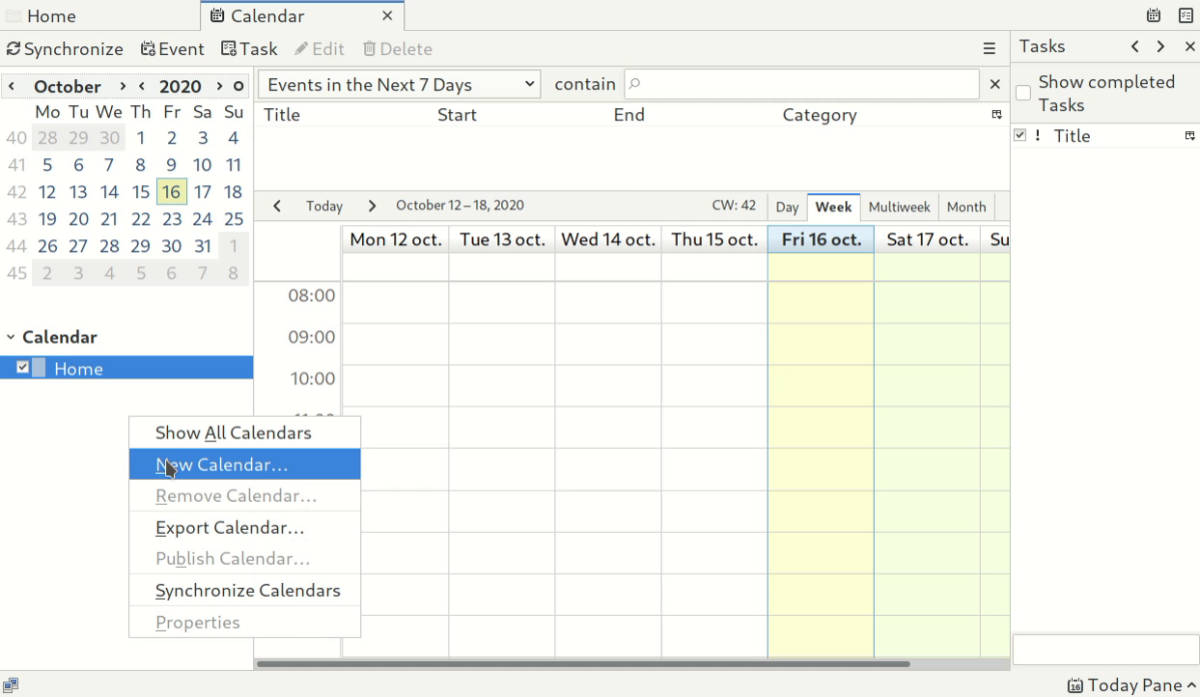 Home
Calendar
Synchronize Event Task Edit Delete
Tasks
October 2020
Events in the Next 7 Days contain
Show completed Tasks
Mo Tu We Th Fr Sa Su
Title Start End Category
40 28 29 30 1 2 3 4
! Title
41 5 6 7 8 9 10 11
42 12 13 14 15 16 17 18
43 19 20 21 22 23 24 25
44 26 27 28 29 30 31 1
45 2 3 4 5 6 7 8
Today October 12 – 18, 2020 CW: 42 Day Week Multiweek Month
Mon 12 oct. Tue 13 oct. Wed 14 oct. Thu 15 oct. Fri 16 oct. Sat 17 oct. Su
08:00
09:00
10:00
Calendar
Home
Show All Calendars
New Calendar...
Remove Calendar...
Export Calendar...
Publish Calendar...
Synchronize Calendars
Properties
16 Today Pane